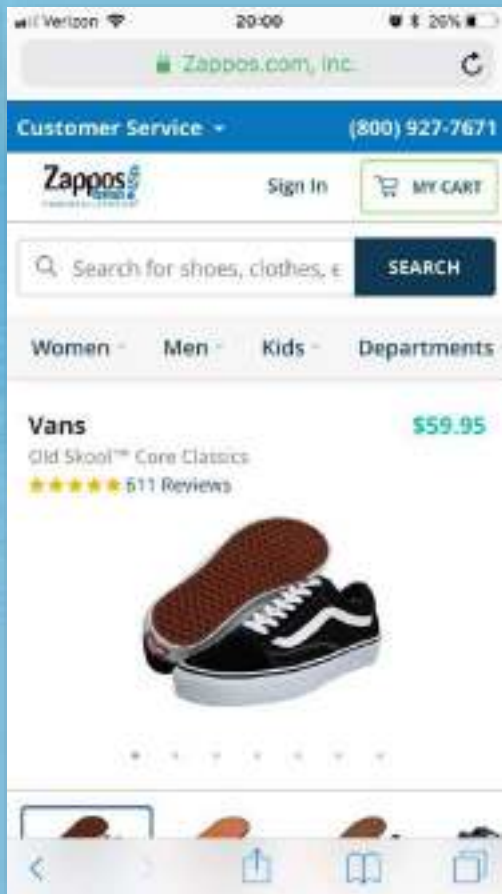 Verizon 20:00 26%
Zappos.com, Inc.
Customer Service (800) 927-7671
Zappos Sign In MY CART
Search for shoes, clothes, e SEARCH
Women Men Kids Departments
Vans $59.95
Old Skool™ Core Classics
611 Reviews